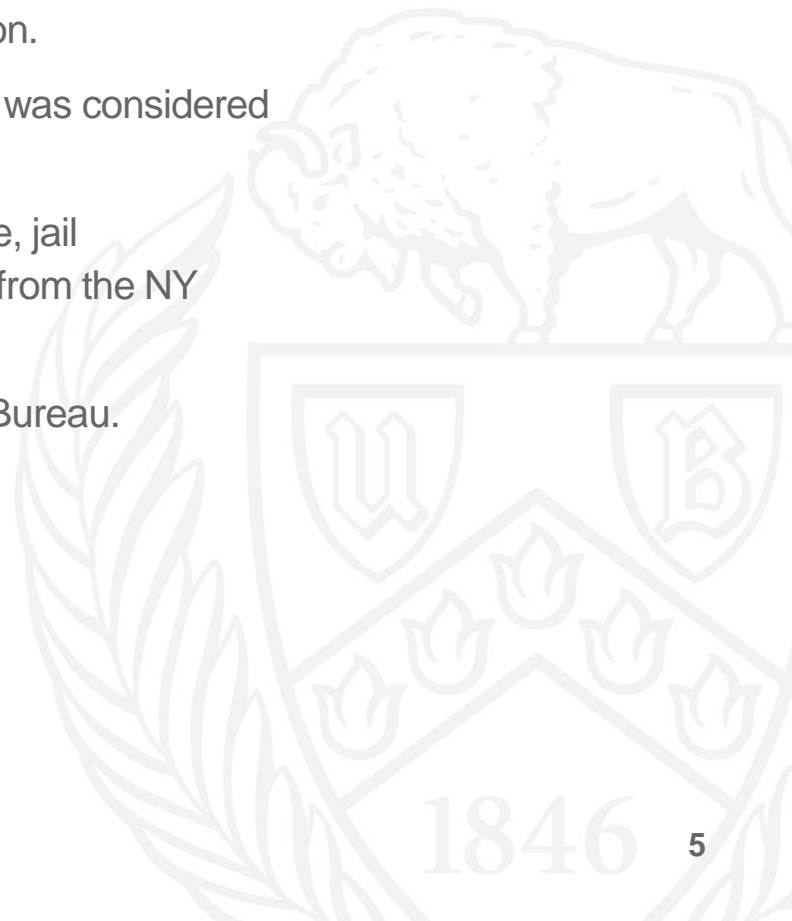 on.
was considered
e, jail
from the NY
Bureau.
U B
1846
5